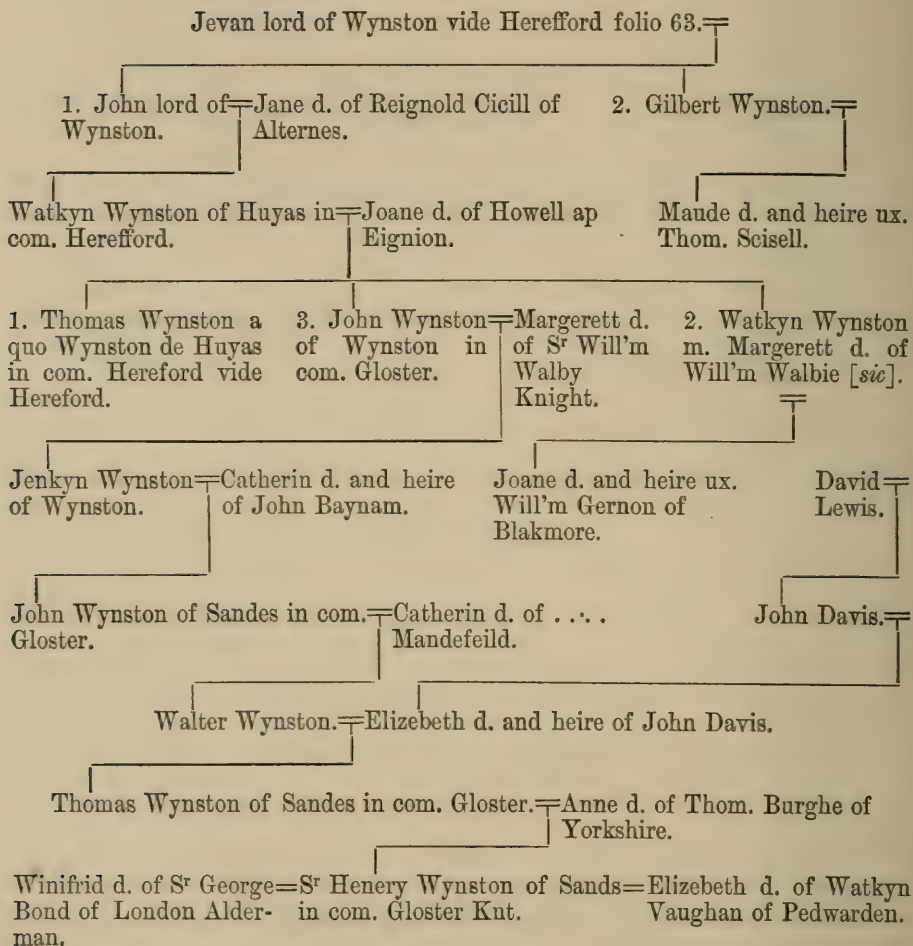 Jevan lord of Wynston vide Herefford folio 63.
1. John lord of Wynston.
Jane d. of Reignold Cicill of Alternes.
2. Gilbert Wynston.
Watkyn Wynston of Huyas in
com. Herefford.
Joane d. of Howell ap
Eignion.
Maude d. and heire ux.
Thom. Scisell.
1. Thomas Wynston a
quo Wynston de Huyas
in com. Hereford vide
Hereford.
3. John Wynston
of Wynston in
com. Gloster.
Margerett d.
of Sʳ Will'm
Walby
Knight.
2. Watkyn Wynston
m. Margerett d. of
Will'm Walbie [sic].
Jenkyn Wynston
of Wynston.
Catherin d. and heire
of John Baynam.
Joane d. and heire ux.
Will'm Gernon of
Blakmore.
David
Lewis.
John Wynston of Sandes in com.
Gloster.
Catherin d. of . . . . .
Mandefeild.
John Davis.
Walter Wynston.
Elizebeth d. and heire of John Davis.
Thomas Wynston of Sandes in com. Gloster.
Anne d. of Thom. Burghe of
Yorkshire.
Winifrid d. of Sʳ George
Bond of London Alder-
man.
Sʳ Henery Wynston of Sands
in com. Gloster Knt.
Elizebeth d. of Watkyn
Vaughan of Pedwarden.